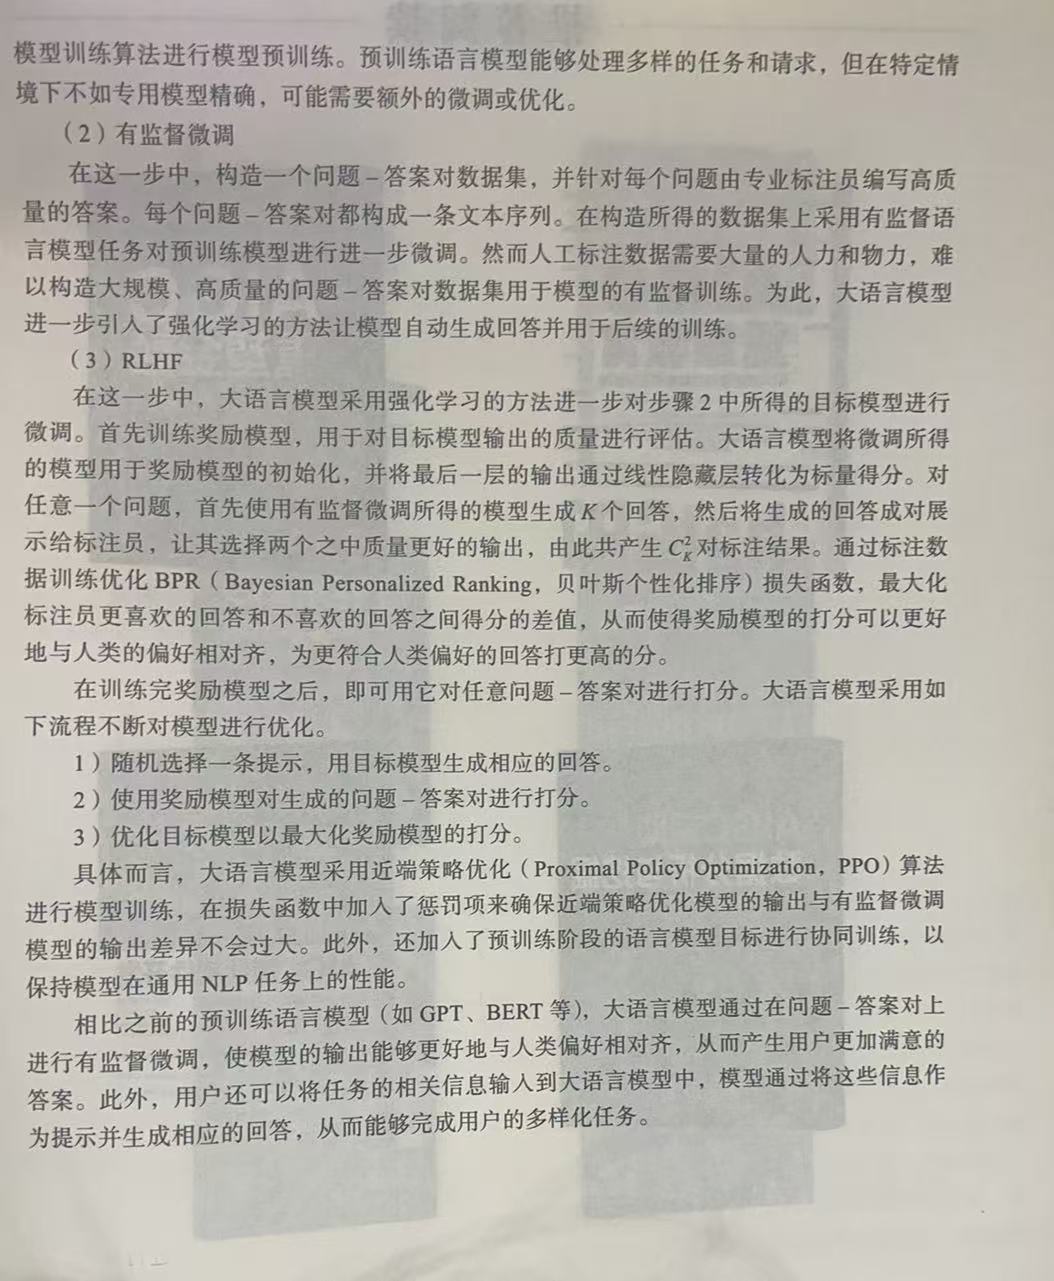 模型训练算法进行模型预训练。预训练语言模型能够处理多样的任务和请求，但在特定情
境下不如专用模型精确，可能需要额外的微调或优化。
（2）有监督微调
在这一步中，构造一个问题－答案对数据集，并针对每个问题由专业标注员编写高质
量的答案。每个问题－答案对都构成一条文本序列。在构造所得的数据集上采用有监督语
言模型任务对预训练模型进行进一步微调。然而人工标注数据需要大量的人力和物力，难
以构造大规模、高质量的问题－答案对数据集用于模型的有监督训练。为此，大语言模型
进一步引入了强化学习的方法让模型自动生成回答并用于后续的训练。
（3）RLHF
在这一步中，大语言模型采用强化学习的方法进一步对步骤 2 中所得的目标模型进行
微调。首先训练奖励模型，用于对目标模型输出的质量进行评估。大语言模型将微调所得
的模型用于奖励模型的初始化，并将最后一层的输出通过线性隐藏层转化为标量得分。对
任意一个问题，首先使用有监督微调所得的模型生成 K 个回答，然后将生成的回答成对展
示给标注员，让其选择两个之中质量更好的输出，由此共产生 C_K^2 对标注结果。通过标注数
据训练优化 BPR（Bayesian Personalized Ranking，贝叶斯个性化排序）损失函数，最大化
标注员更喜欢的回答和不喜欢的回答之间得分的差值，从而使得奖励模型的打分可以更好
地与人类的偏好相对齐，为更符合人类偏好的回答打更高的分。
在训练完奖励模型之后，即可用它对任意问题－答案对进行打分。大语言模型采用如
下流程不断对模型进行优化。
1）随机选择一条提示，用目标模型生成相应的回答。
2）使用奖励模型对生成的问题－答案对进行打分。
3）优化目标模型以最大化奖励模型的打分。
具体而言，大语言模型采用近端策略优化（Proximal Policy Optimization，PPO）算法
进行模型训练，在损失函数中加入了惩罚项来确保近端策略优化模型的输出与有监督微调
模型的输出差异不会过大。此外，还加入了预训练阶段的语言模型目标进行协同训练，以
保持模型在通用 NLP 任务上的性能。
相比之前的预训练语言模型（如 GPT、BERT 等），大语言模型通过在问题－答案对上
进行有监督微调，使模型的输出能够更好地与人类偏好相对齐，从而产生用户更加满意的
答案。此外，用户还可以将任务的相关信息输入到大语言模型中，模型通过将这些信息作
为提示并生成相应的回答，从而能够完成用户的多样化任务。